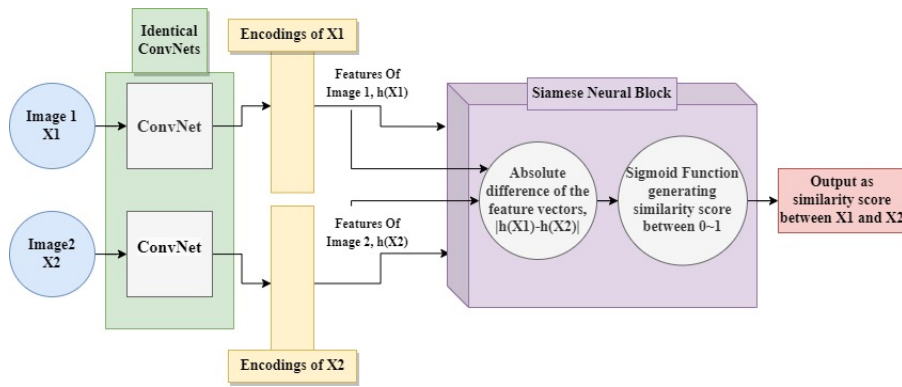 Identical
ConvNets
Encodings of X1
Image 1
X1
ConvNet
Features Of
Image 1, h(X1)
Siamese Neural Block
Absolute
difference of the
feature vectors,
|h(X1)-h(X2)|
Sigmoid Function
generating
similarity score
between 0~1
Output as
similarity score
between X1 and X2
Image2
X2
ConvNet
Features Of
Image 2, h(X2)
Encodings of X2